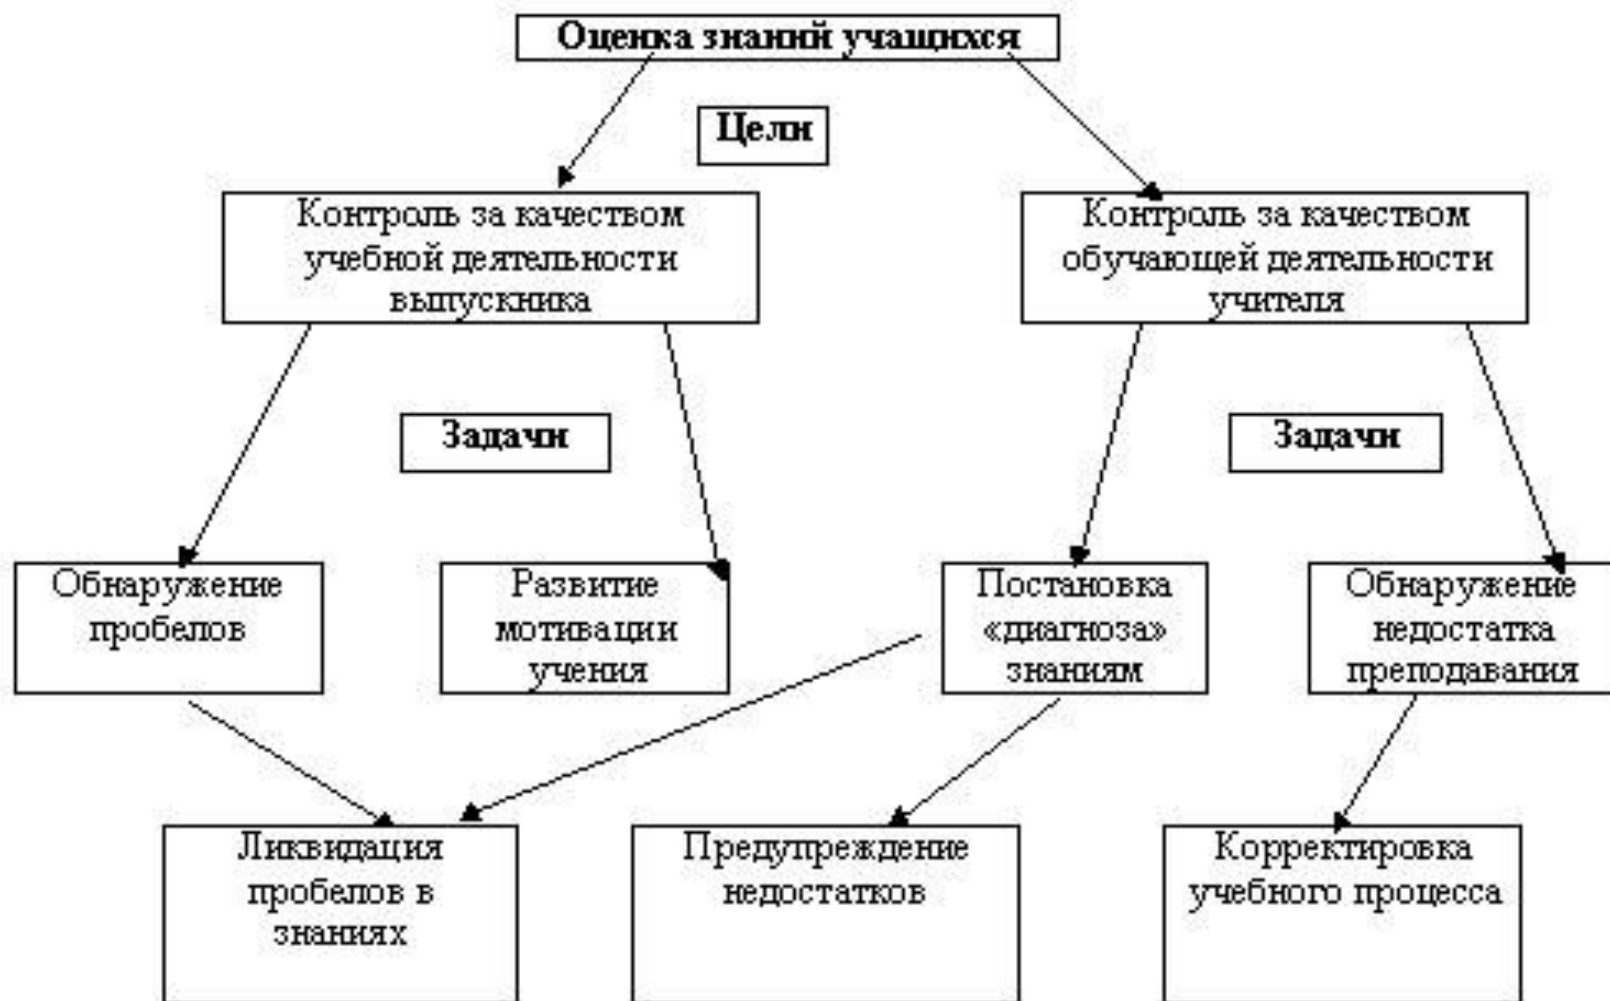 Оценка знаний учащихся
Цели
Контроль за качеством
учебной деятельности
выпускника
Контроль за качеством
обучающей деятельности
учителя
Задачи
Задачи
Обнаружение
пробелов
Развитие
мотивации
учения
Постановка
«диагноза»
знаниям
Обнаружение
недостатка
преподавания
Ликвидация
пробелов в
знаниях
Предупреждение
недостатков
Корректировка
учебного процесса